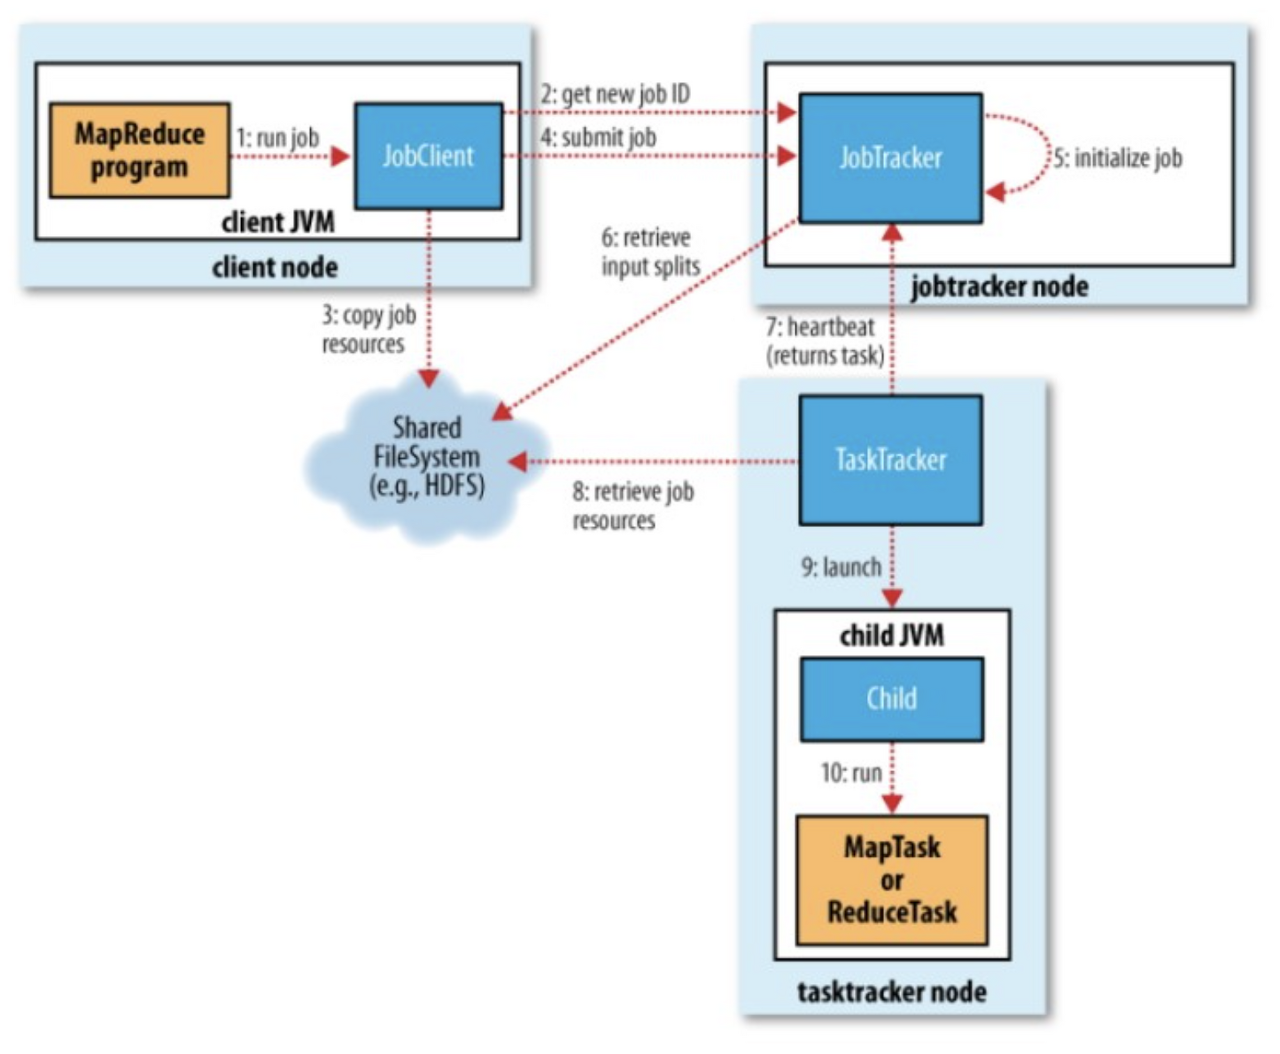 MapReduce
program
1: run job
JobClient
client JVM
client node
2: get new job ID
4: submit job
JobTracker
5: initialize job
jobtracker node
3: copy job
resources
6: retrieve
input splits
7: heartbeat
(returns task)
Shared
FileSystem
(e.g., HDFS)
8: retrieve job
resources
TaskTracker
9: launch
child JVM
Child
10: run
MapTask
or
ReduceTask
tasktracker node